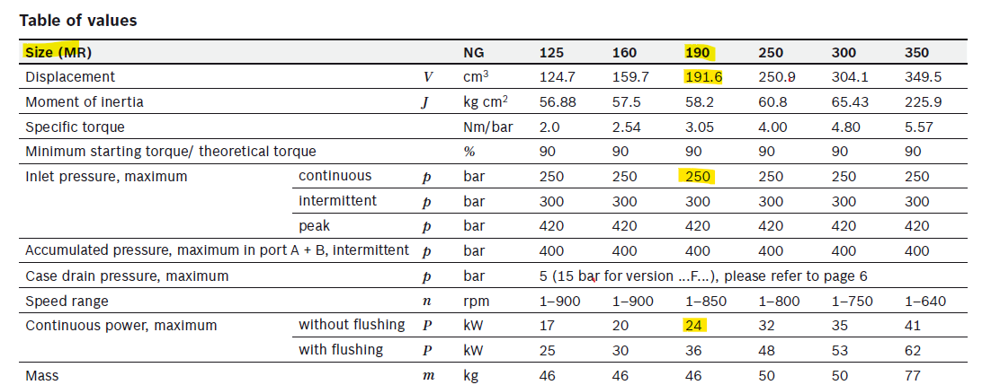 Table of values
Size (MR) NG 125 160 190 250 300 350
Displacement V cm³ 124.7 159.7 191.6 250.9 304.1 349.5
Moment of inertia J kg cm² 56.88 57.5 58.2 60.8 65.43 225.9
Specific torque Nm/bar 2.0 2.54 3.05 4.00 4.80 5.57
Minimum starting torque/ theoretical torque % 90 90 90 90 90 90
Inlet pressure, maximum continuous p bar 250 250 250 250 250 250
intermittent p bar 300 300 300 300 300 300
peak p bar 420 420 420 420 420 420
Accumulated pressure, maximum in port A + B, intermittent p bar 400 400 400 400 400 400
Case drain pressure, maximum p bar 5 (15 bar for version ...F...), please refer to page 6
Speed range n rpm 1–900 1–900 1–850 1–800 1–750 1–640
Continuous power, maximum without flushing P kW 17 20 24 32 35 41
with flushing P kW 25 30 36 48 53 62
Mass m kg 46 46 46 50 50 77